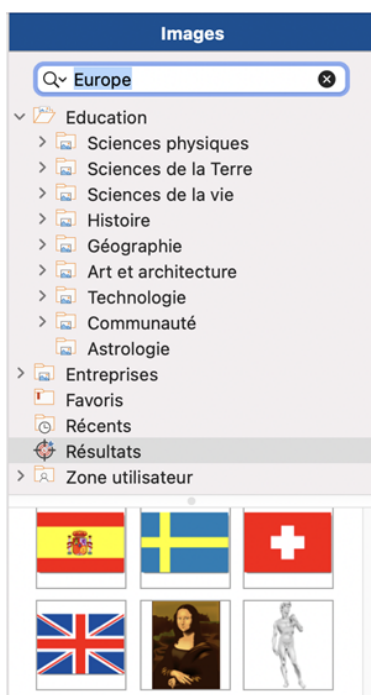 Images
Europe
Education
Sciences physiques
Sciences de la Terre
Sciences de la vie
Histoire
Géographie
Art et architecture
Technologie
Communauté
Astrologie
Entreprises
Favoris
Récents
Résultats
Zone utilisateur